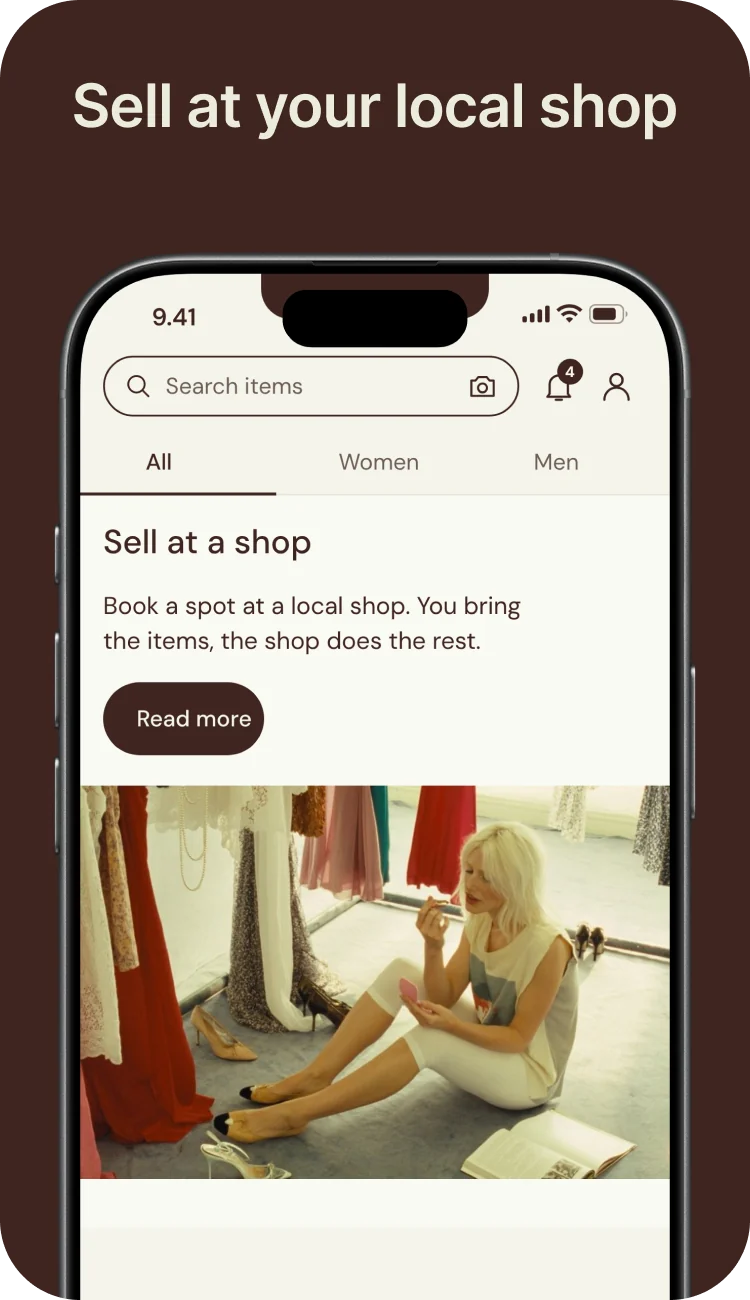 Sell at your local shop
9.41
Search items
4
All
Women
Men
Sell at a shop
Book a spot at a local shop. You bring
the items, the shop does the rest.
Read more